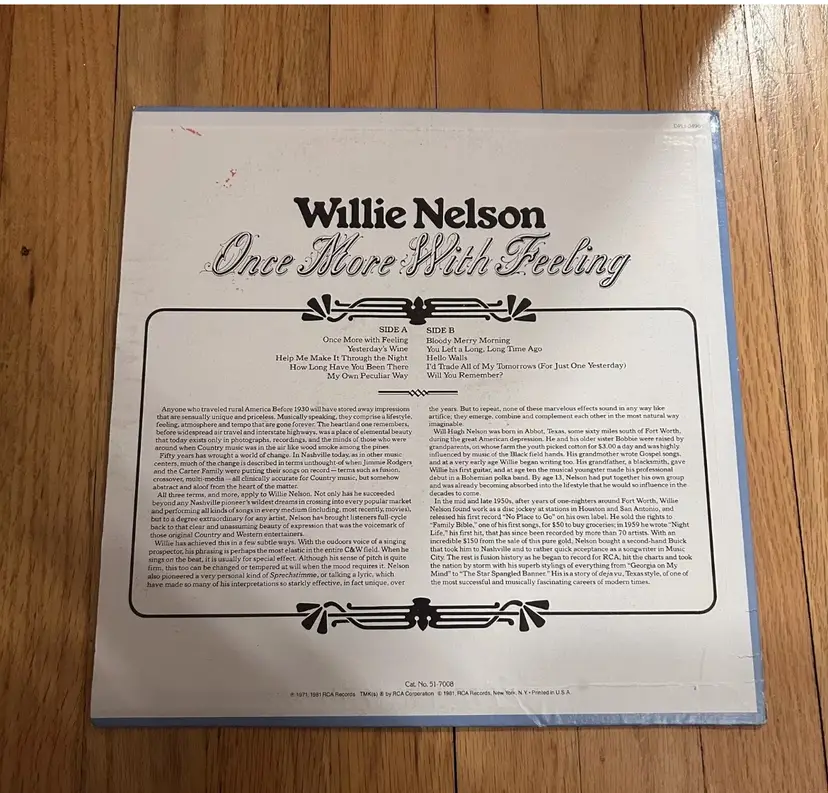 Willie Nelson
Once More With Feeling
SIDE A
Once More with Feeling
Yesterday's Wine
Help Me Make It Through the Night
How Long Have You Been There
My Own Peculiar Way
SIDE B
Bloody Merry Morning
You Left a Long, Long Time Ago
Hello Walls
I'd Trade All of My Tomorrows (For Just One Yesterday)
Will You Remember?
Anyone who traveled rural America Before 1930 will have stored away impressions
that are sensually unique and priceless. Musically speaking, they comprise a lifestyle,
feeling, atmosphere and tempo that are gone forever. The heartland one remembers,
before widespread air travel and interstate highways, was a place of elemental beauty
that today exists only in photographs, recordings, and the minds of those who were
around when Country music was in the air like wood smoke among the pines.
Fifty years has wrought a world of change. In Nashville today, as in other music
centers, much of the change is described in terms unthought-of when Jimmie Rodgers
and the Carter Family were putting their songs on record — terms such as fusion,
crossover, multi-media — all clinically accurate for Country music, but somehow
abstract and aloof from the heart of the matter.
All three terms, and more, apply to Willie Nelson. Not only has he succeeded
beyond any Nashville pioneer's wildest dreams in crossing into every popular market
and performing all kinds of songs in every medium (including, most recently, movies),
but to a degree extraordinary for any artist, Nelson has brought listeners full-cycle
back to that clear and unassuming beauty of expression that was the voicemark of
those original Country and Western entertainers.
Willie has achieved this in a few subtle ways. With the outdoors voice of a singing
prospector, his phrasing is perhaps the most elastic in the entire C&W field. When he
sings on the beat, it is usually for special effect. Although his sense of pitch is quite
firm, this too can be changed or tempered at will when the mood requires it. Nelson
also pioneered a very personal kind of Sprechstimme, or talking a lyric, which
have made so many of his interpretations so starkly effective, in fact unique, over
the years. But to repeat, none of these marvelous effects sound in any way like
artifice; they emerge, combine and complement each other in the most natural way
imaginable.
Will Hugh Nelson was born in Abbot, Texas, some sixty miles south of Fort Worth,
during the great American depression. He and his older sister Bobbie were raised by
grandparents, on whose farm the youth picked cotton for $3.00 a day and was highly
influenced by music of the Black field hands. His grandmother wrote Gospel songs,
and at a very early age Willie began writing too. His grandfather, a blacksmith, gave
Willie his first guitar, and at age ten the musical youngster made his professional
debut in a Bohemian polka band. By age 13, Nelson had put together his own group
and was already becoming absorbed into the lifestyle that he would so influence in the
decades to come.
In the mid and late 1950s, after years of one-nighters around Fort Worth, Willie
Nelson found work as a disc jockey at stations in Houston and San Antonio, and
released his first record "No Place to Go" on his own label. He sold the rights to
"Family Bible," one of his first songs, for $50 to buy groceries; in 1959 he wrote "Night
Life," his first hit, that has since been recorded by more than 70 artists. With an
incredible $150 from the sale of this pure gold, Nelson bought a second-hand Buick
that took him to Nashville and to rather quick acceptance as a songwriter in Music
City. The rest is fusion history as he began to record for RCA, hit the charts and took
the nation by storm with his superb stylings of everything from "Georgia on My
Mind" to "The Star Spangled Banner." His is a story of deja vu, Texas style, of one of
the most successful and musically fascinating careers of modern times.
Cat. No. 51-7008
℗ 1971, 1981 RCA Records TMK(s) ® by RCA Corporation © 1981, RCA Records, New York, N.Y. • Printed in U.S.A.